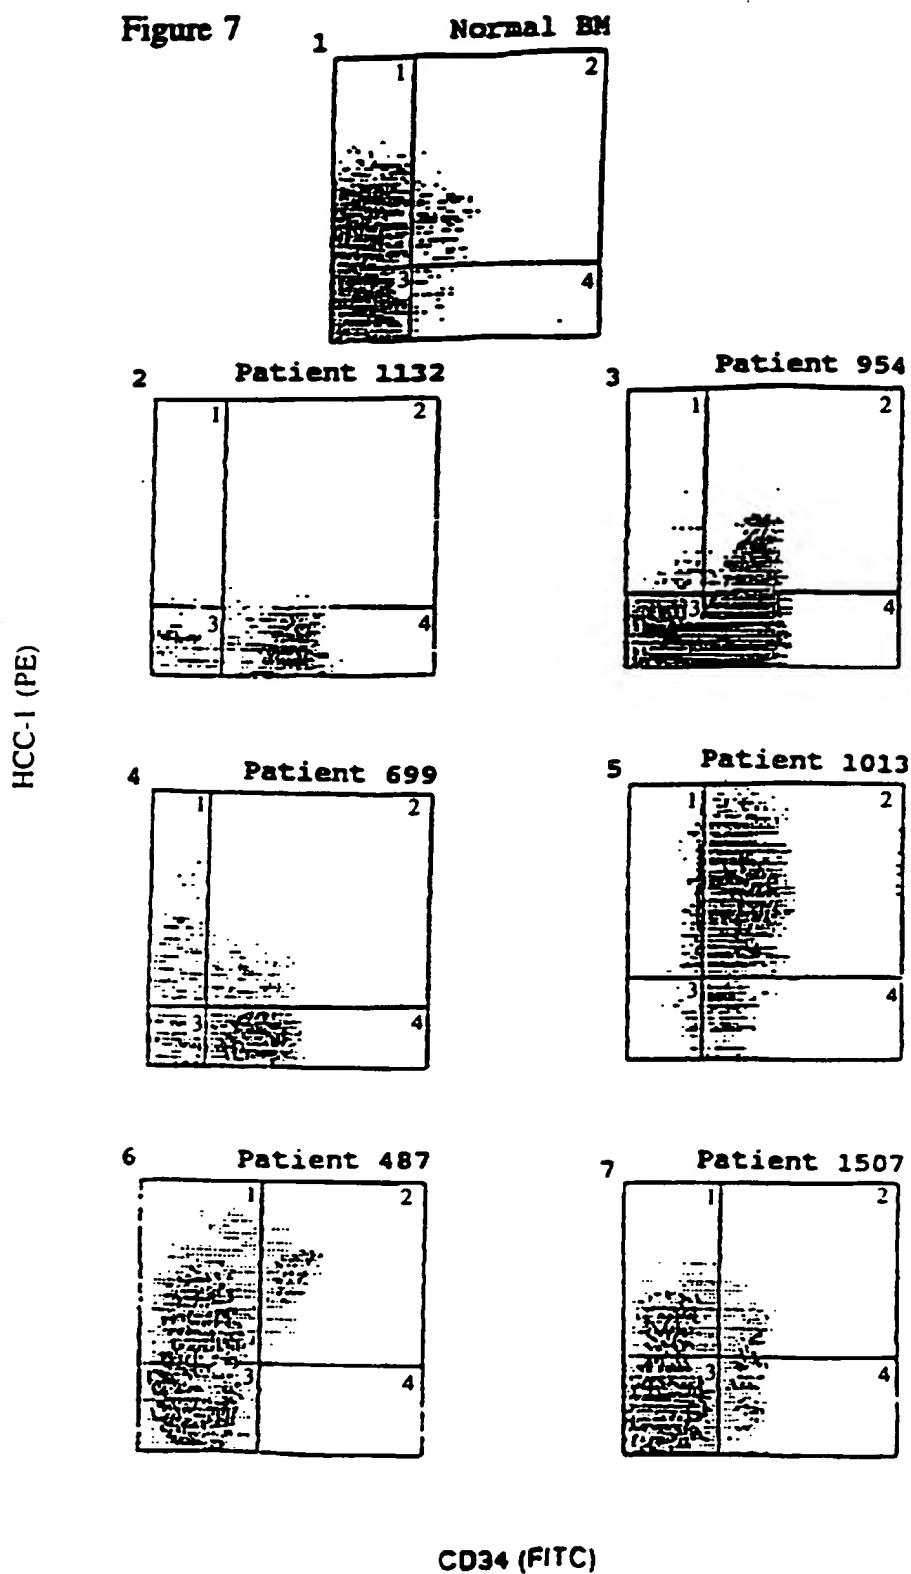 Figure 7
1 Normal BM
1 2
3 4
2 Patient 1132
1 2
3 4
3 Patient 954
1 2
3 4
HCC-1 (PE)
4 Patient 699
1 2
3 4
5 Patient 1013
1 2
3 4
6 Patient 487
1 2
3 4
7 Patient 1507
1 2
3 4
CD34 (FITC)